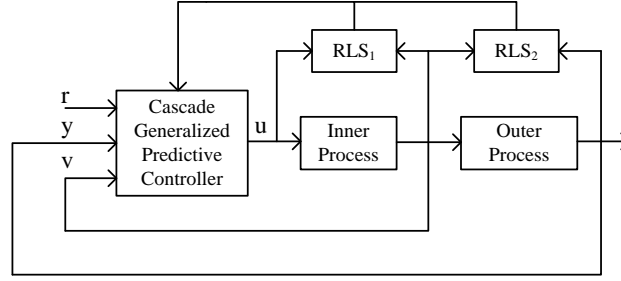 RLS₁
RLS₂
r
y
v
Cascade
Generalized
Predictive
Controller
u
Inner
Process
Outer
Process